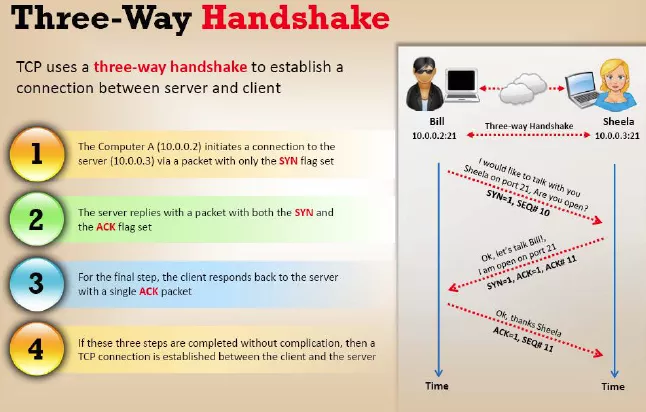 Three-Way Handshake
TCP uses a three-way handshake to establish a
connection between server and client
1
The Computer A (10.0.0.2) initiates a connection to the
server (10.0.0.3) via a packet with only the SYN flag set
2
The server replies with a packet with both the SYN and
the ACK flag set
3
For the final step, the client responds back to the server
with a single ACK packet
4
If these three steps are completed without complication, then a
TCP connection is established between the client and the server
Bill
10.0.0.2:21
Three-way Handshake
Sheela
10.0.0.3:21
I would like to talk with you
Sheela on port 21. Are you open?
SYN=1, SEQ# 10
Ok, let's talk Bill!,
I am open on port 21
SYN=1, ACK=1, ACK# 11
Ok, thanks Sheela
ACK=1, SEQ# 11
Time
Time